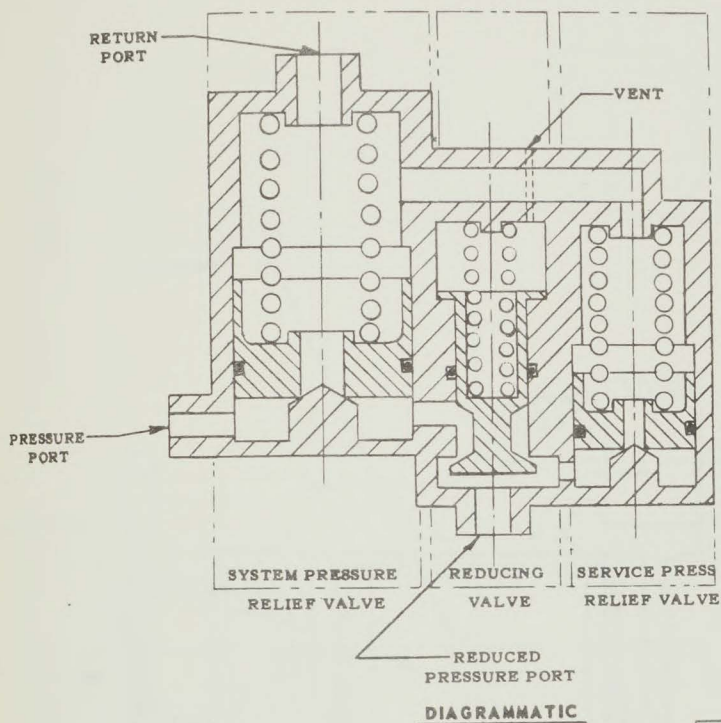 RETURN
PORT
VENT
PRESSURE
PORT
SYSTEM PRESSURE
RELIEF VALVE
REDUCING
VALVE
SERVICE PRESS
RELIEF VALVE
REDUCED
PRESSURE PORT
DIAGRAMMATIC